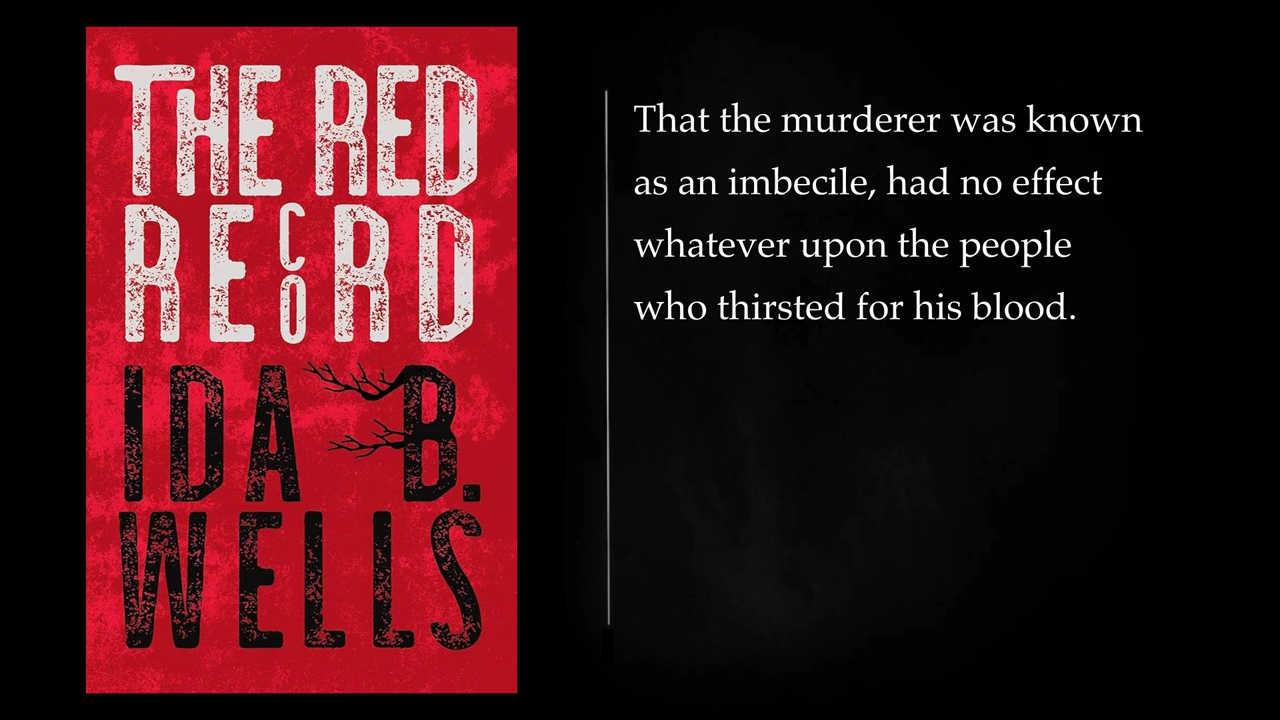 THE RED
RECORD
IDA B.
WELLS
That the murderer was known
as an imbecile, had no effect
whatever upon the people
who thirsted for his blood.